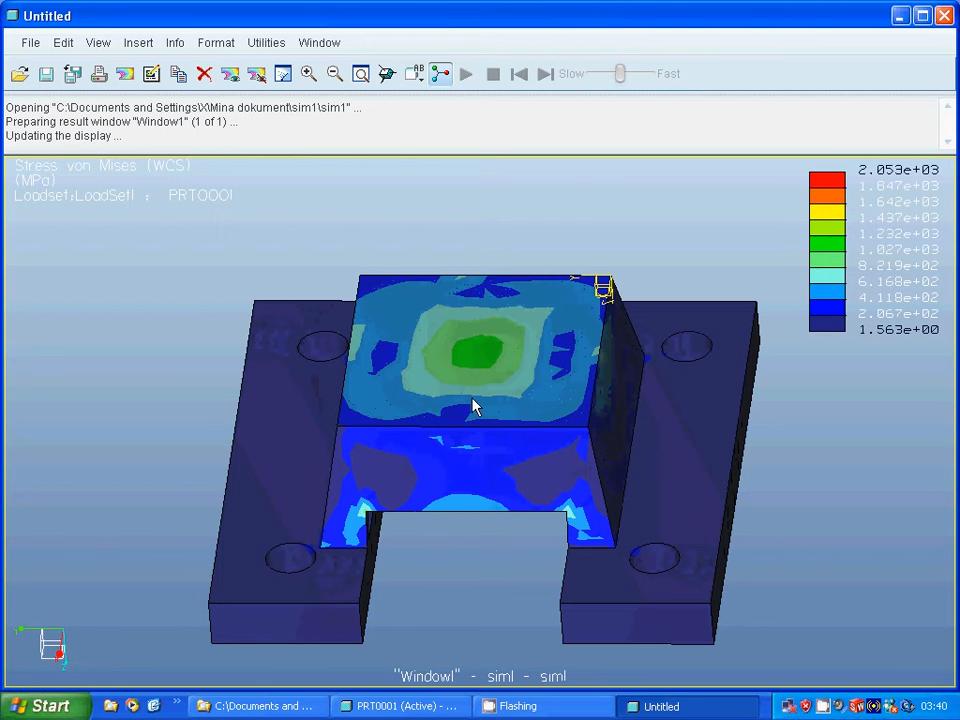 Untitled
File Edit View Insert Info Format Utilities Window
AB
Slow Fast
Opening "C:\Documents and Settings\X\Mina dokument\sim1\sim1" ...
Preparing result window "Window1" (1 of 1) ...
Updating the display ...
Stress von Mises (WCS)
(MPa)
Loadset:LoadSet1 : PRT0001
2.053e+03
1.847e+03
1.642e+03
1.437e+03
1.232e+03
1.027e+03
8.219e+02
6.168e+02
4.118e+02
2.067e+02
1.563e+00
"Window1" - sim1 - sim1
Start C:\Documents and ... PRT0001 (Active) - ... Flashing Untitled 03:40